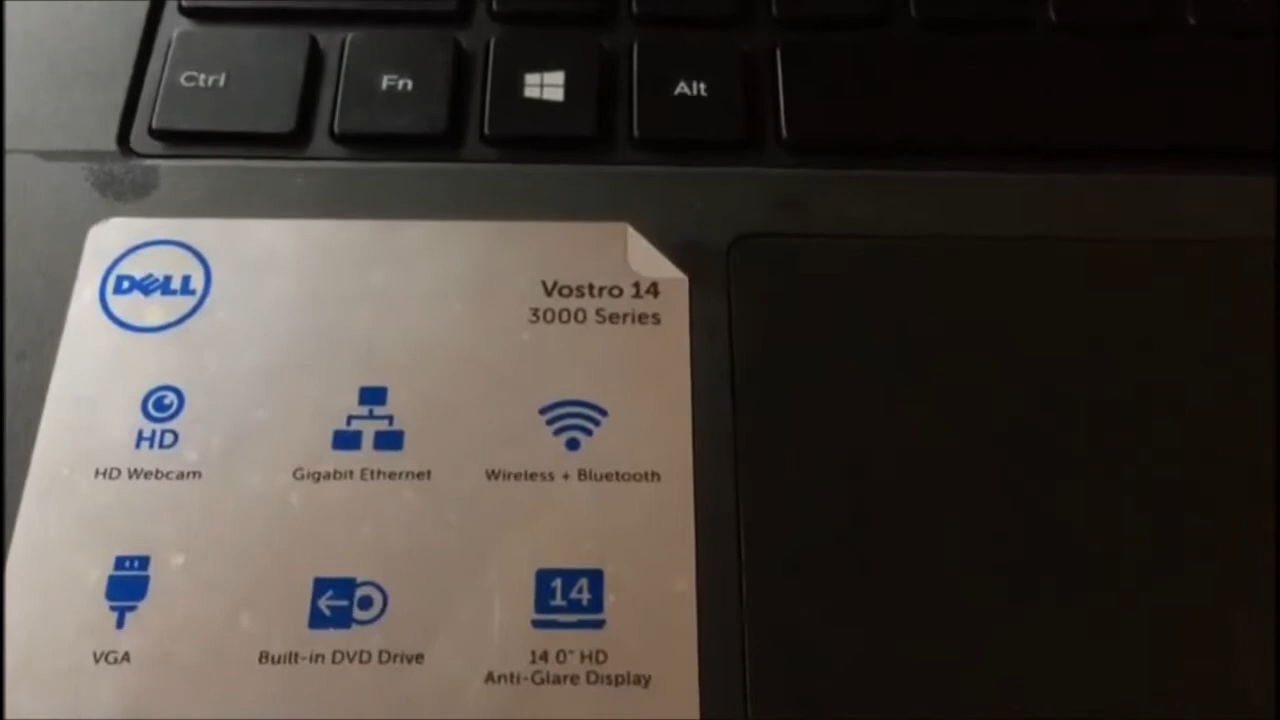 Ctrl Fn Alt
DELL
Vostro 14
3000 Series
HD
HD Webcam
Gigabit Ethernet
Wireless + Bluetooth
14
VGA
Built-in DVD Drive
14.0" HD
Anti-Glare Display